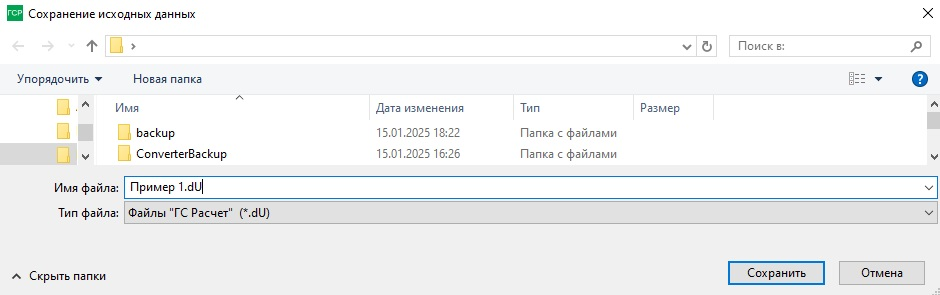 ГСР Сохранение исходных данных
Поиск в:
Упорядочить Новая папка ?
Имя Дата изменения Тип Размер
backup 15.01.2025 18:22 Папка с файлами
ConverterBackup 15.01.2025 16:26 Папка с файлами
Имя файла: Пример 1.dU
Тип файла: Файлы "ГС Расчет" (*.dU)
Скрыть папки Сохранить Отмена